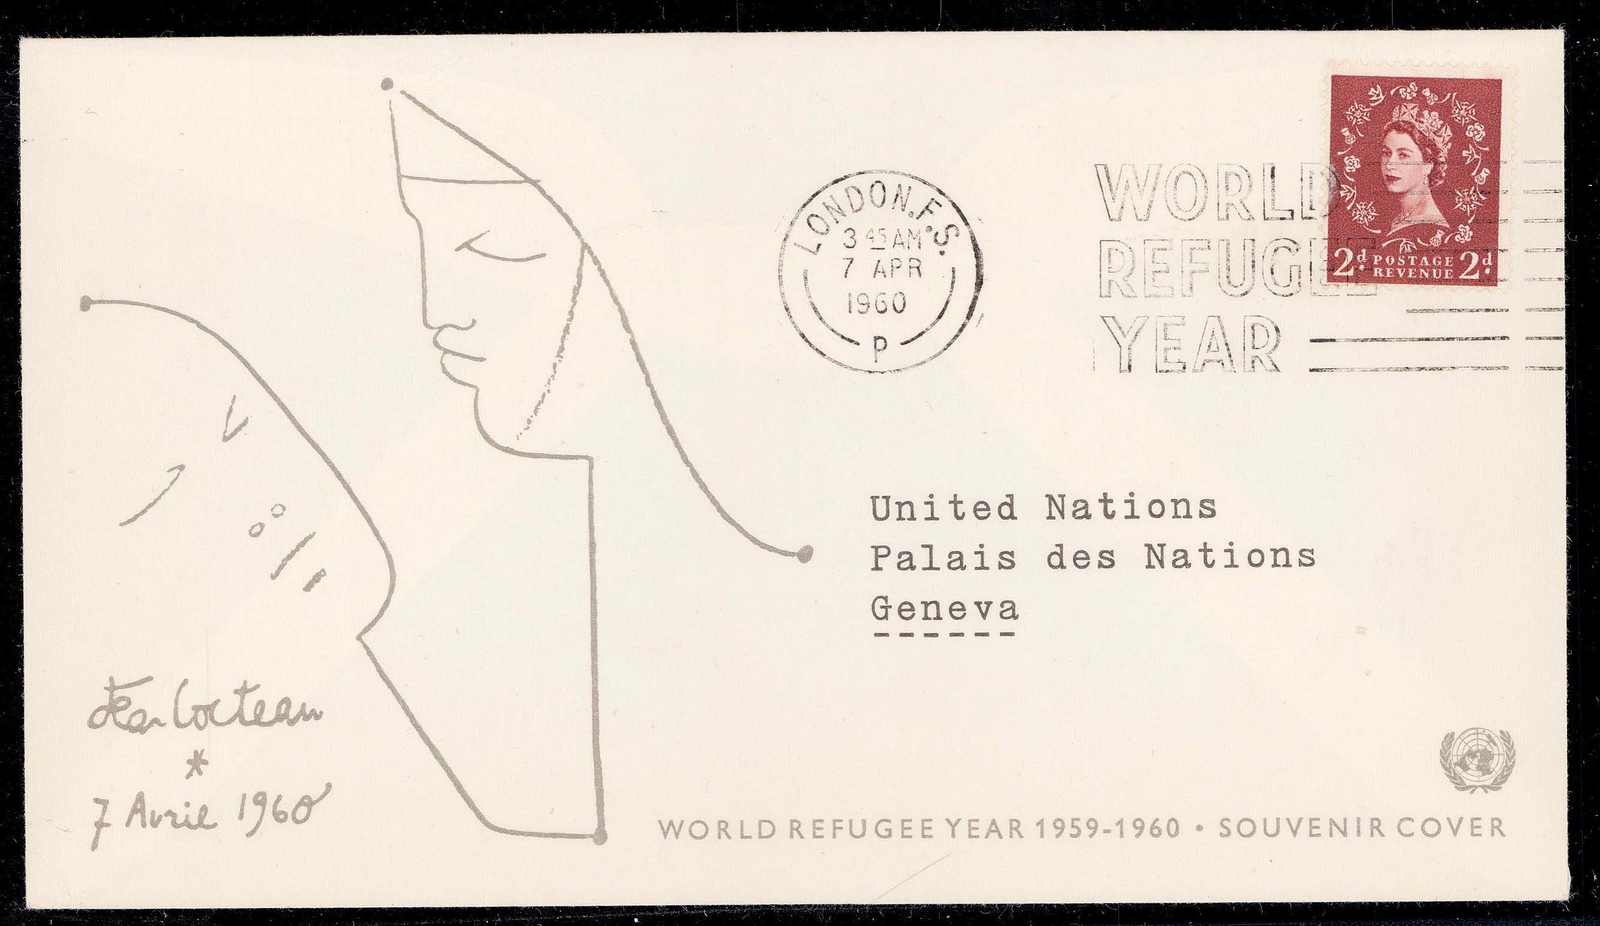 LONDON.F.S.
3 45 AM
7 APR
1960
P
WORLD
REFUGEE
YEAR
2d POSTAGE REVENUE 2d
United Nations
Palais des Nations
Geneva
Jean Cocteau
*
7 Avril 1960
WORLD REFUGEE YEAR 1959-1960 • SOUVENIR COVER